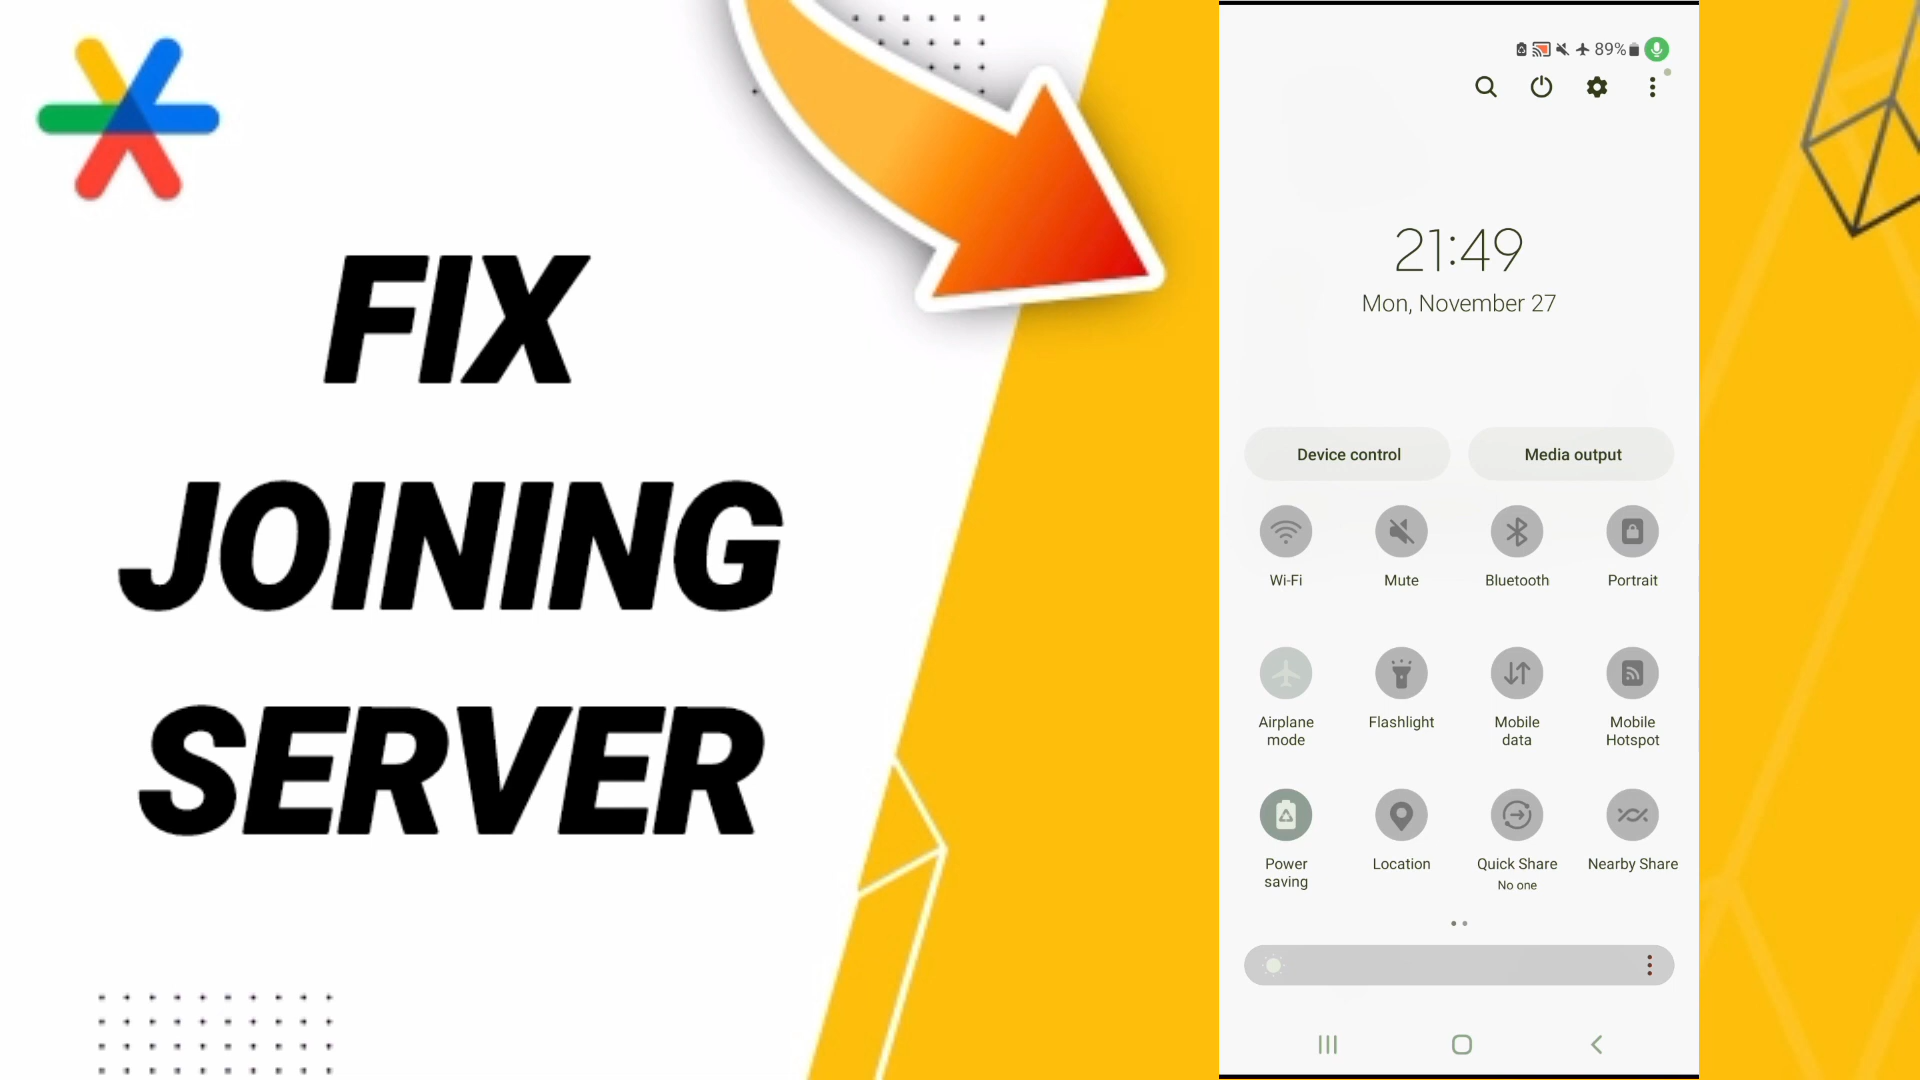 FIX
JOINING
SERVER
89%
21:49
Mon, November 27
Device control
Media output
Wi-Fi
Mute
Bluetooth
Portrait
Airplane
mode
Flashlight
Mobile
data
Mobile
Hotspot
Power
saving
Location
Quick Share
No one
Nearby Share